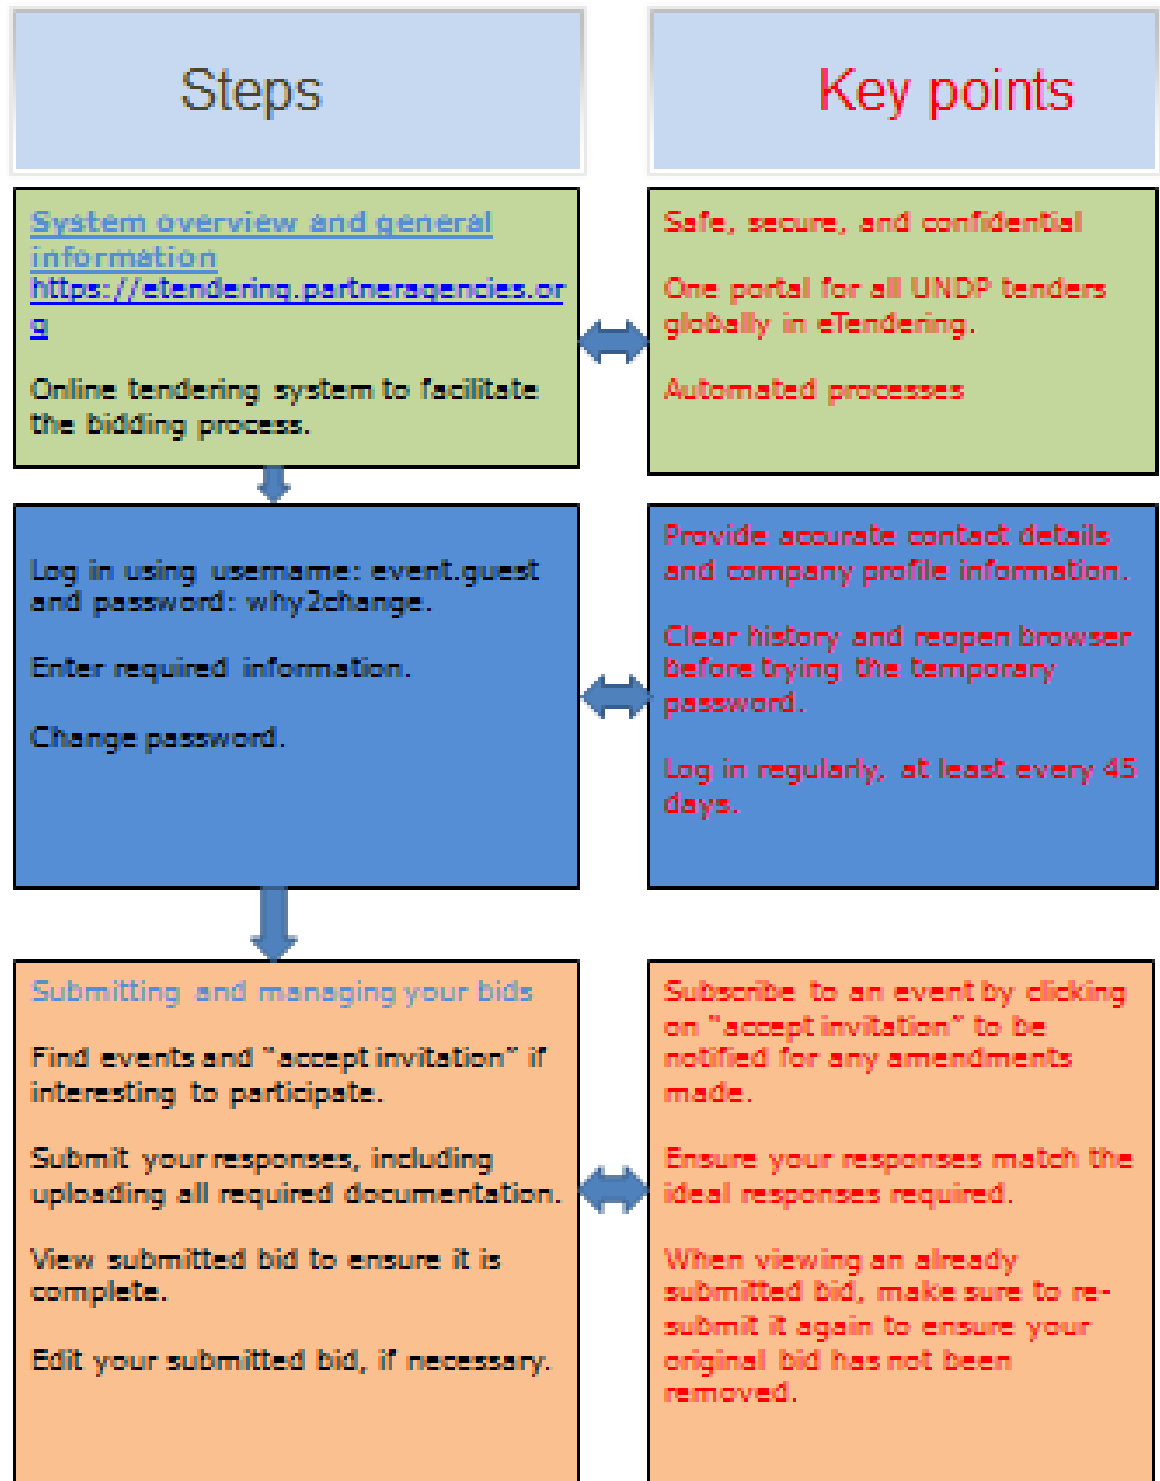 Steps
Key points
System overview and general
information
https://etendering.partneragencies.or
g
Online tendering system to facilitate
the bidding process.
Safe, secure, and confidential
One portal for all UNDP tenders
globally in eTendering.
Automated processes
Log in using username: event.guest
and password: why2change.
Enter required information.
Change password.
Provide accurate contact details
and company profile information.
Clear history and reopen browser
before trying the temporary
password.
Log in regularly, at least every 45
days.
Submitting and managing your bids
Find events and “accept invitation” if
interesting to participate.
Submit your responses, including
uploading all required documentation.
View submitted bid to ensure it is
complete.
Edit your submitted bid, if necessary.
Subscribe to an event by clicking
on “accept invitation” to be
notified for any amendments
made.
Ensure your responses match the
ideal responses required.
When viewing an already
submitted bid, make sure to re-
submit it again to ensure your
original bid has not been
removed.